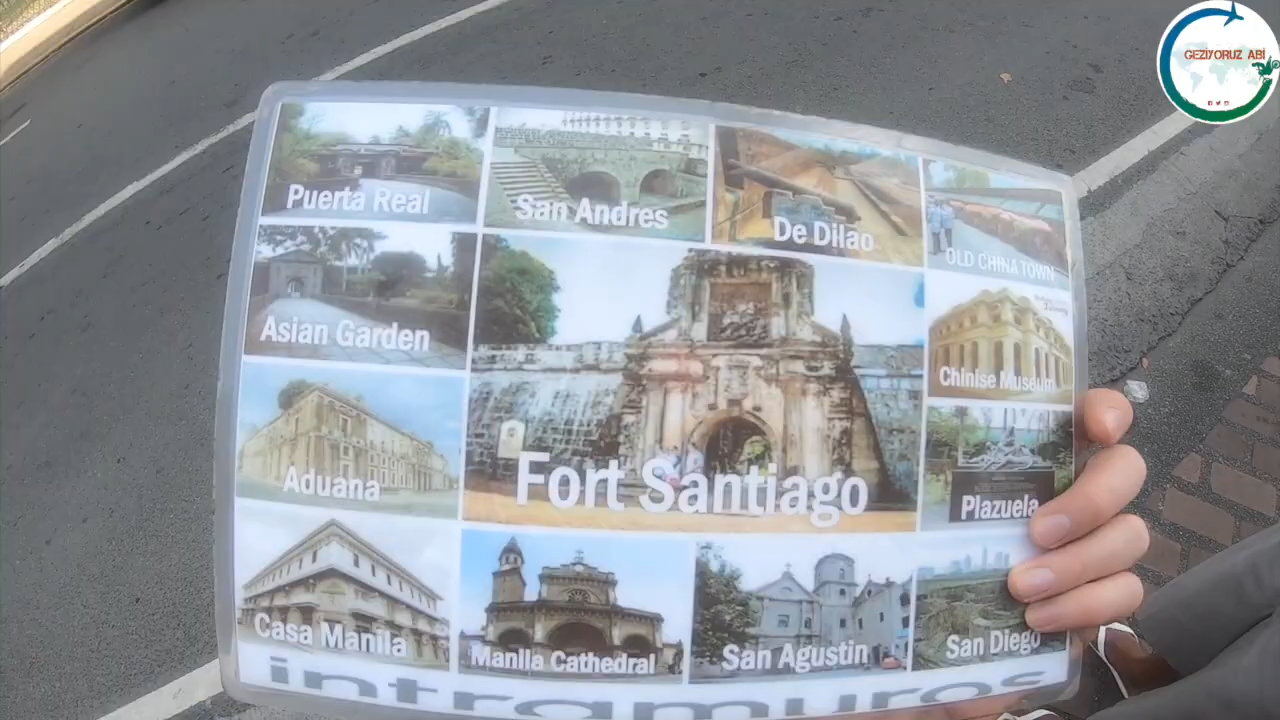 GEZİYORUZ ABİ
Puerta Real
San Andres
De Dilao
OLD CHINA TOWN
Asian Garden
Fort Santiago
Chinise Museum
Aduana
Plazuela
Casa Manila
Manila Cathedral
San Agustin
San Diego
intramuros